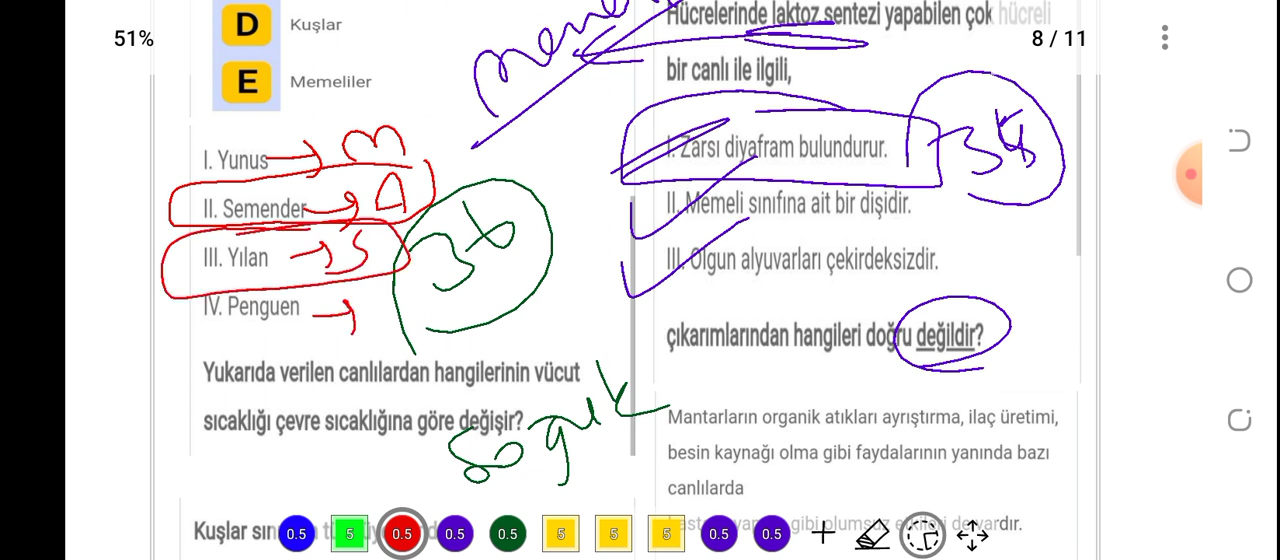 51%
8 / 11
D Kuşlar
E Memeliler
I. Yunus
II. Semender
III. Yılan
IV. Penguen
Yukarıda verilen canlılardan hangilerinin vücut
sıcaklığı çevre sıcaklığına göre değişir?
soğuk
36
Kuşlar
Hücrelerinde laktoz sentezi yapabilen çok hücreli
bir canlı ile ilgili,
I. Zarsı diyafram bulundurur.
II. Memeli sınıfına ait bir dişidir.
III. Olgun alyuvarları çekirdeksizdir.
çıkarımlarından hangileri doğru değildir?
Mantarların organik atıkları ayrıştırma, ilaç üretimi,
besin kaynağı olma gibi faydalarının yanında bazı
canlılarda
gibi
0.5 5 0.5 0.5 0.5 5 5 5 0.5 0.5